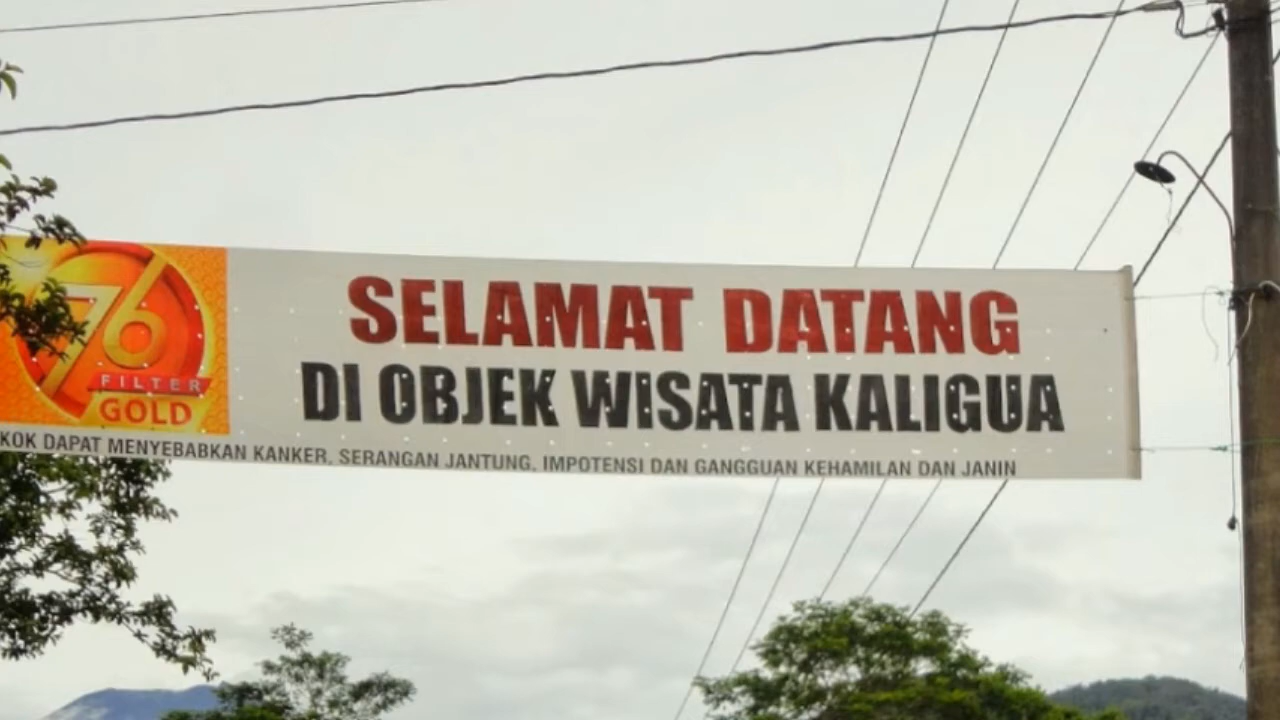 76
FILTER
GOLD
SELAMAT DATANG
DI OBJEK WISATA KALIGUA
DAPAT MENYEBABKAN KANKER, SERANGAN JANTUNG, IMPOTENSI DAN GANGGUAN KEHAMILAN DAN JANIN